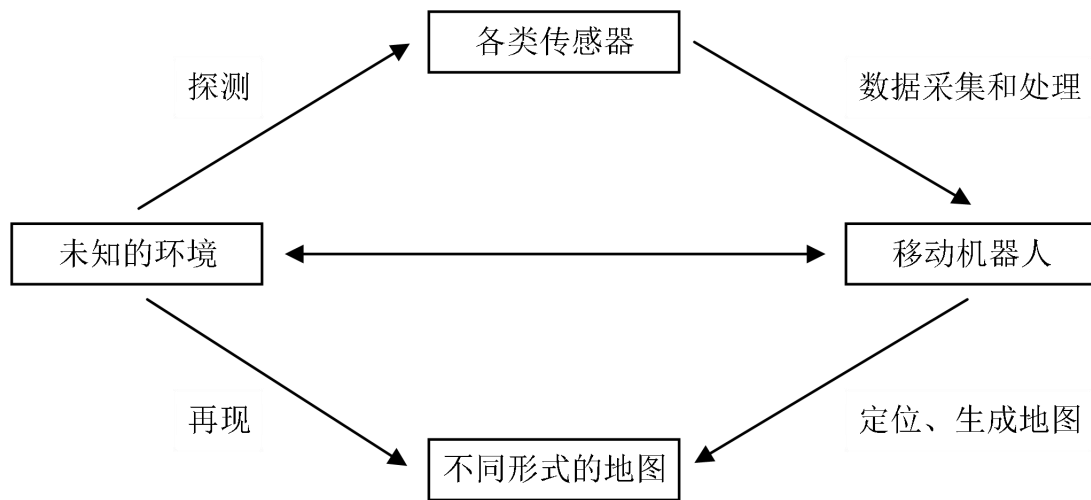 各类传感器
探测
数据采集和处理
未知的环境
移动机器人
再现
定位、生成地图
不同形式的地图